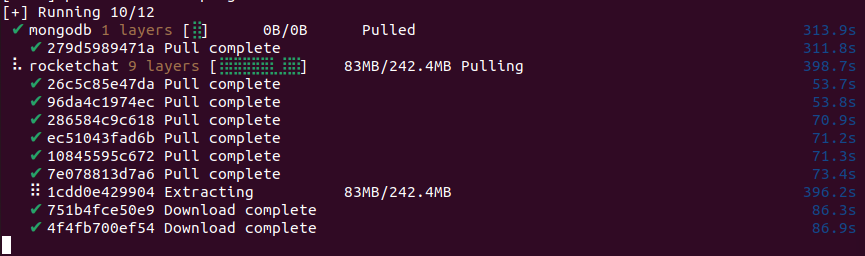 [+] Running 10/12
✔ mongodb 1 layers [⣿] 0B/0B Pulled 313.9s
✔ 279d5989471a Pull complete 311.8s
⠧ rocketchat 9 layers [⣿⣿⣿⣿⣿⣿⣀⣿⣿] 83MB/242.4MB Pulling 398.7s
✔ 26c5c85e47da Pull complete 53.7s
✔ 96da4c1974ec Pull complete 53.8s
✔ 286584c9c618 Pull complete 70.9s
✔ ec51043fad6b Pull complete 71.2s
✔ 10845595c672 Pull complete 71.3s
✔ 7e078813d7a6 Pull complete 73.4s
⠿ 1cdd0e429904 Extracting 83MB/242.4MB 396.2s
✔ 751b4fce50e9 Download complete 86.3s
✔ 4f4fb700ef54 Download complete 86.9s